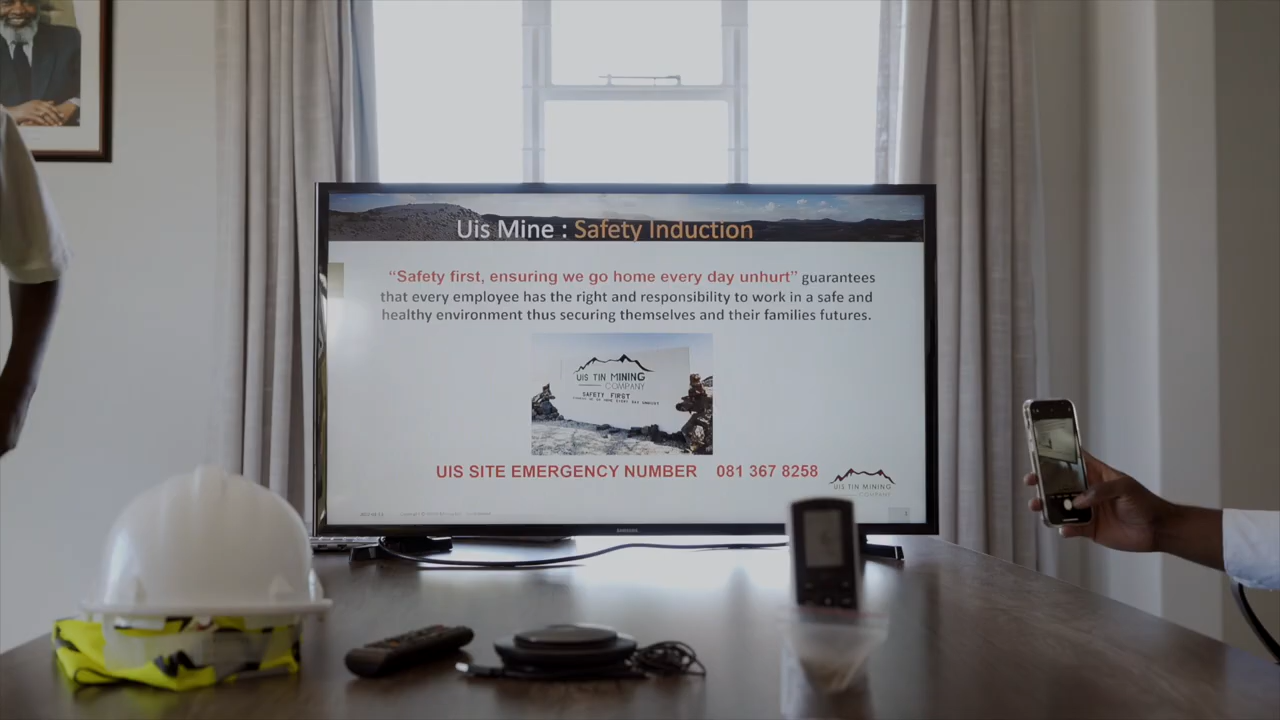 Uis Mine : Safety Induction
“Safety first, ensuring we go home every day unhurt” guarantees
that every employee has the right and responsibility to work in a safe and
healthy environment thus securing themselves and their families futures.
UIS TIN MINING
COMPANY
SAFETY FIRST
UIS SITE EMERGENCY NUMBER 081 367 8258
UIS TIN MINING
COMPANY
SAMSUNG